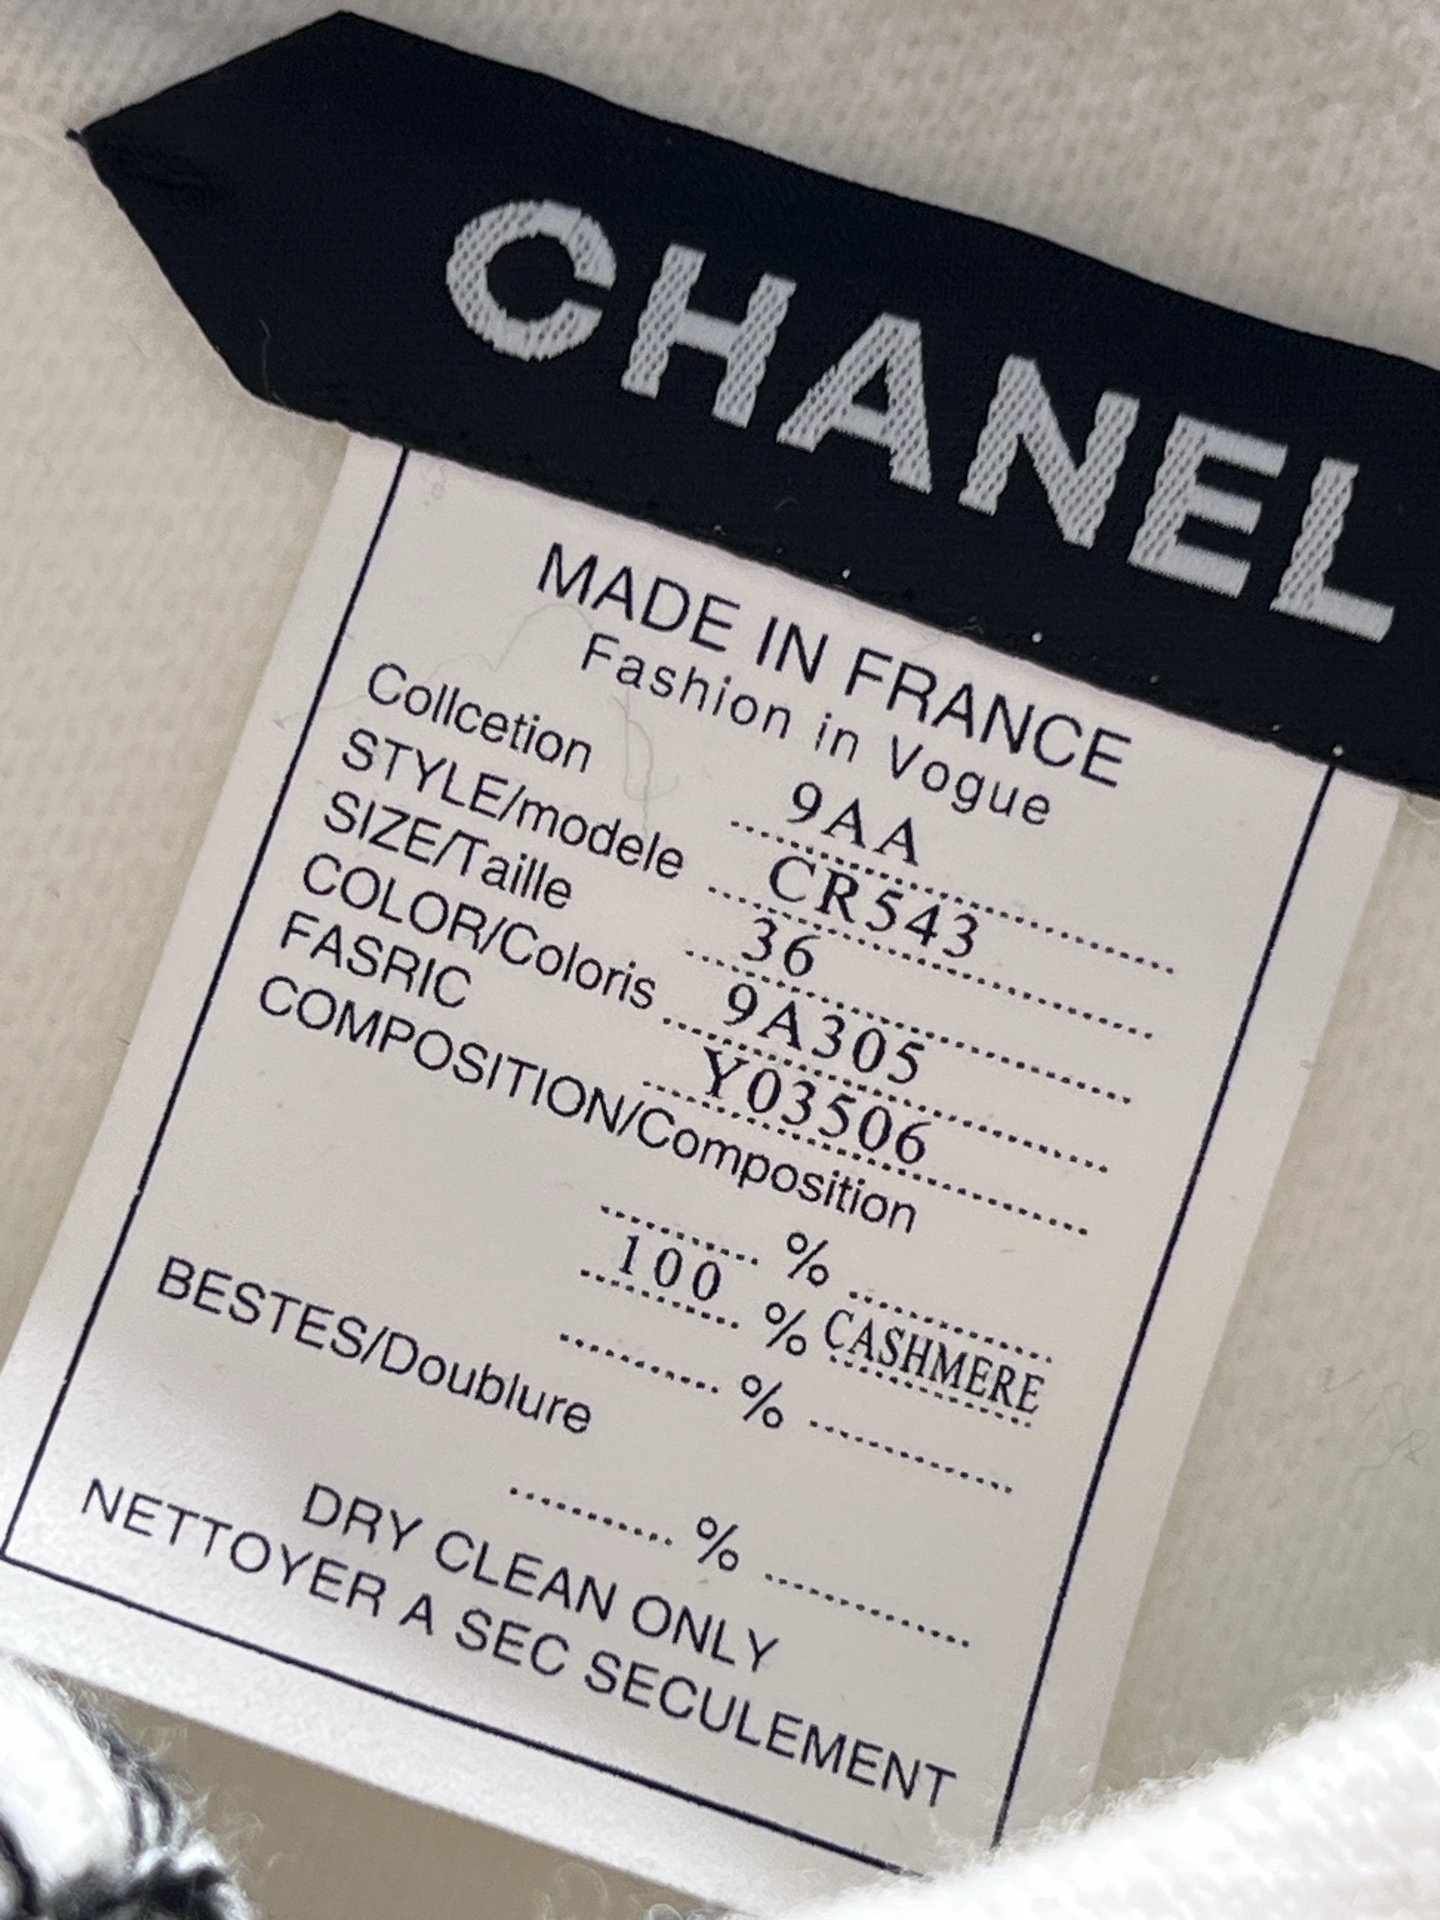 CHANEL
MADE IN FRANCE
Fashion in Vogue
Collcetion 9AA
STYLE/modele CR543
SIZE/Taille 36
COLOR/Coloris 9A305
FASRIC Y03506
COMPOSITION/Composition
%
100 % CASHMERE
%
BESTES/Doublure
%
DRY CLEAN ONLY
NETTOYER A SEC SECULEMENT